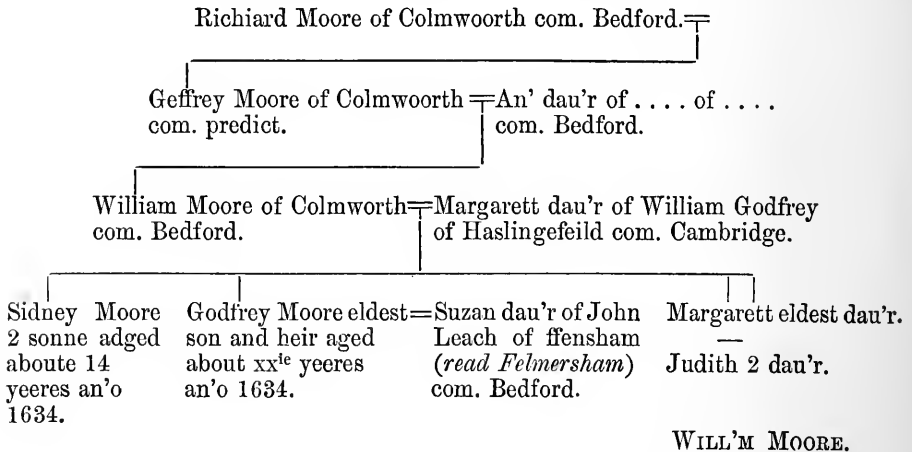 Richiard Moore of Colmwoorth com. Bedford.
Geffrey Moore of Colmwoorth
com. predict.
An' dau'r of . . . . of . . . .
com. Bedford.
William Moore of Colmworth
com. Bedford.
Margarett dau'r of William Godfrey
of Haslingefeild com. Cambridge.
Sidney Moore
2 sonne adged
aboute 14
yeeres an'o
1634.
Godfrey Moore eldest
son and heir aged
about xxie yeeres
an'o 1634.
Suzan dau'r of John
Leach of ffensham
(read Felmersham)
com. Bedford.
Margarett eldest dau'r.
Judith 2 dau'r.
WILL'M MOORE.